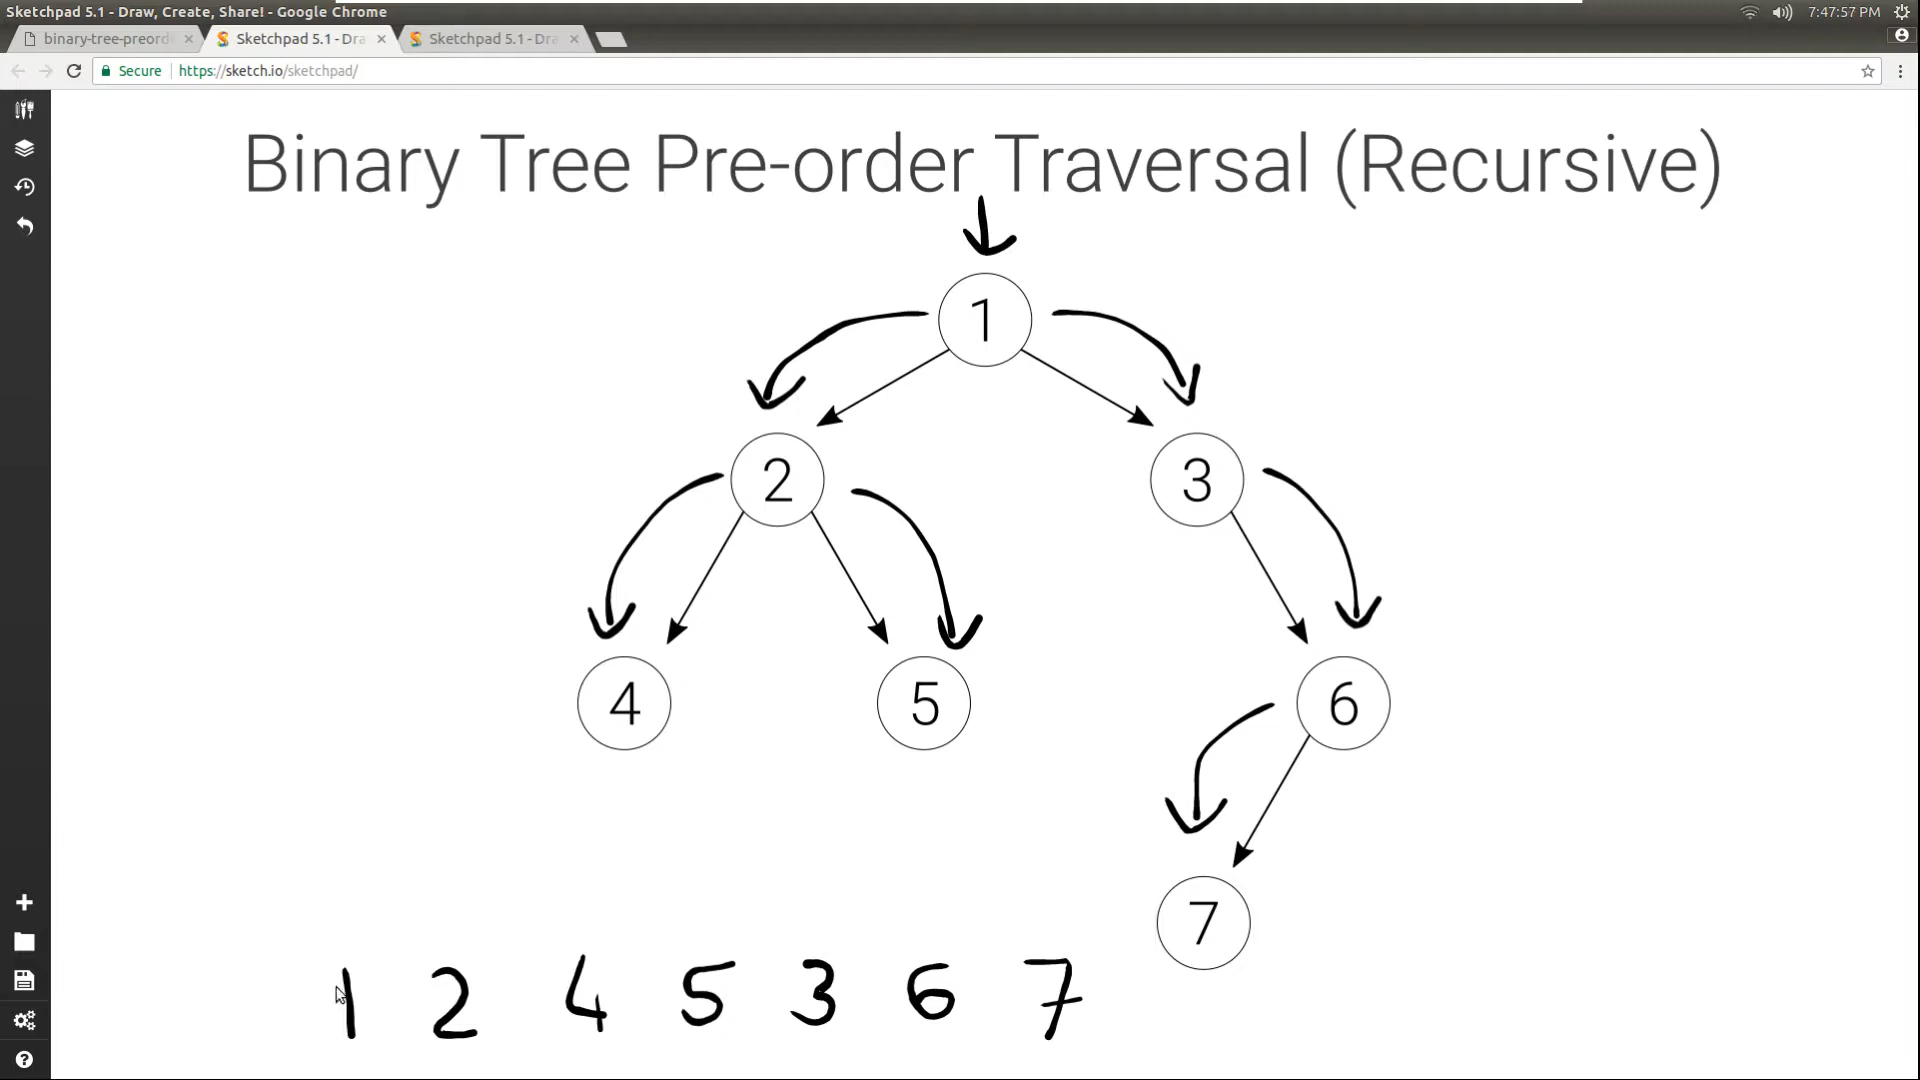 Sketchpad 5.1 - Draw, Create, Share! - Google Chrome
7:47:57 PM
binary-tree-preord
Sketchpad 5.1 - Dra
Sketchpad 5.1 - Dra
Secure
https://sketch.io/sketchpad/
Binary Tree Pre-order Traversal (Recursive)
1
2
3
4
5
6
7
1 2 4 5 3 6 7